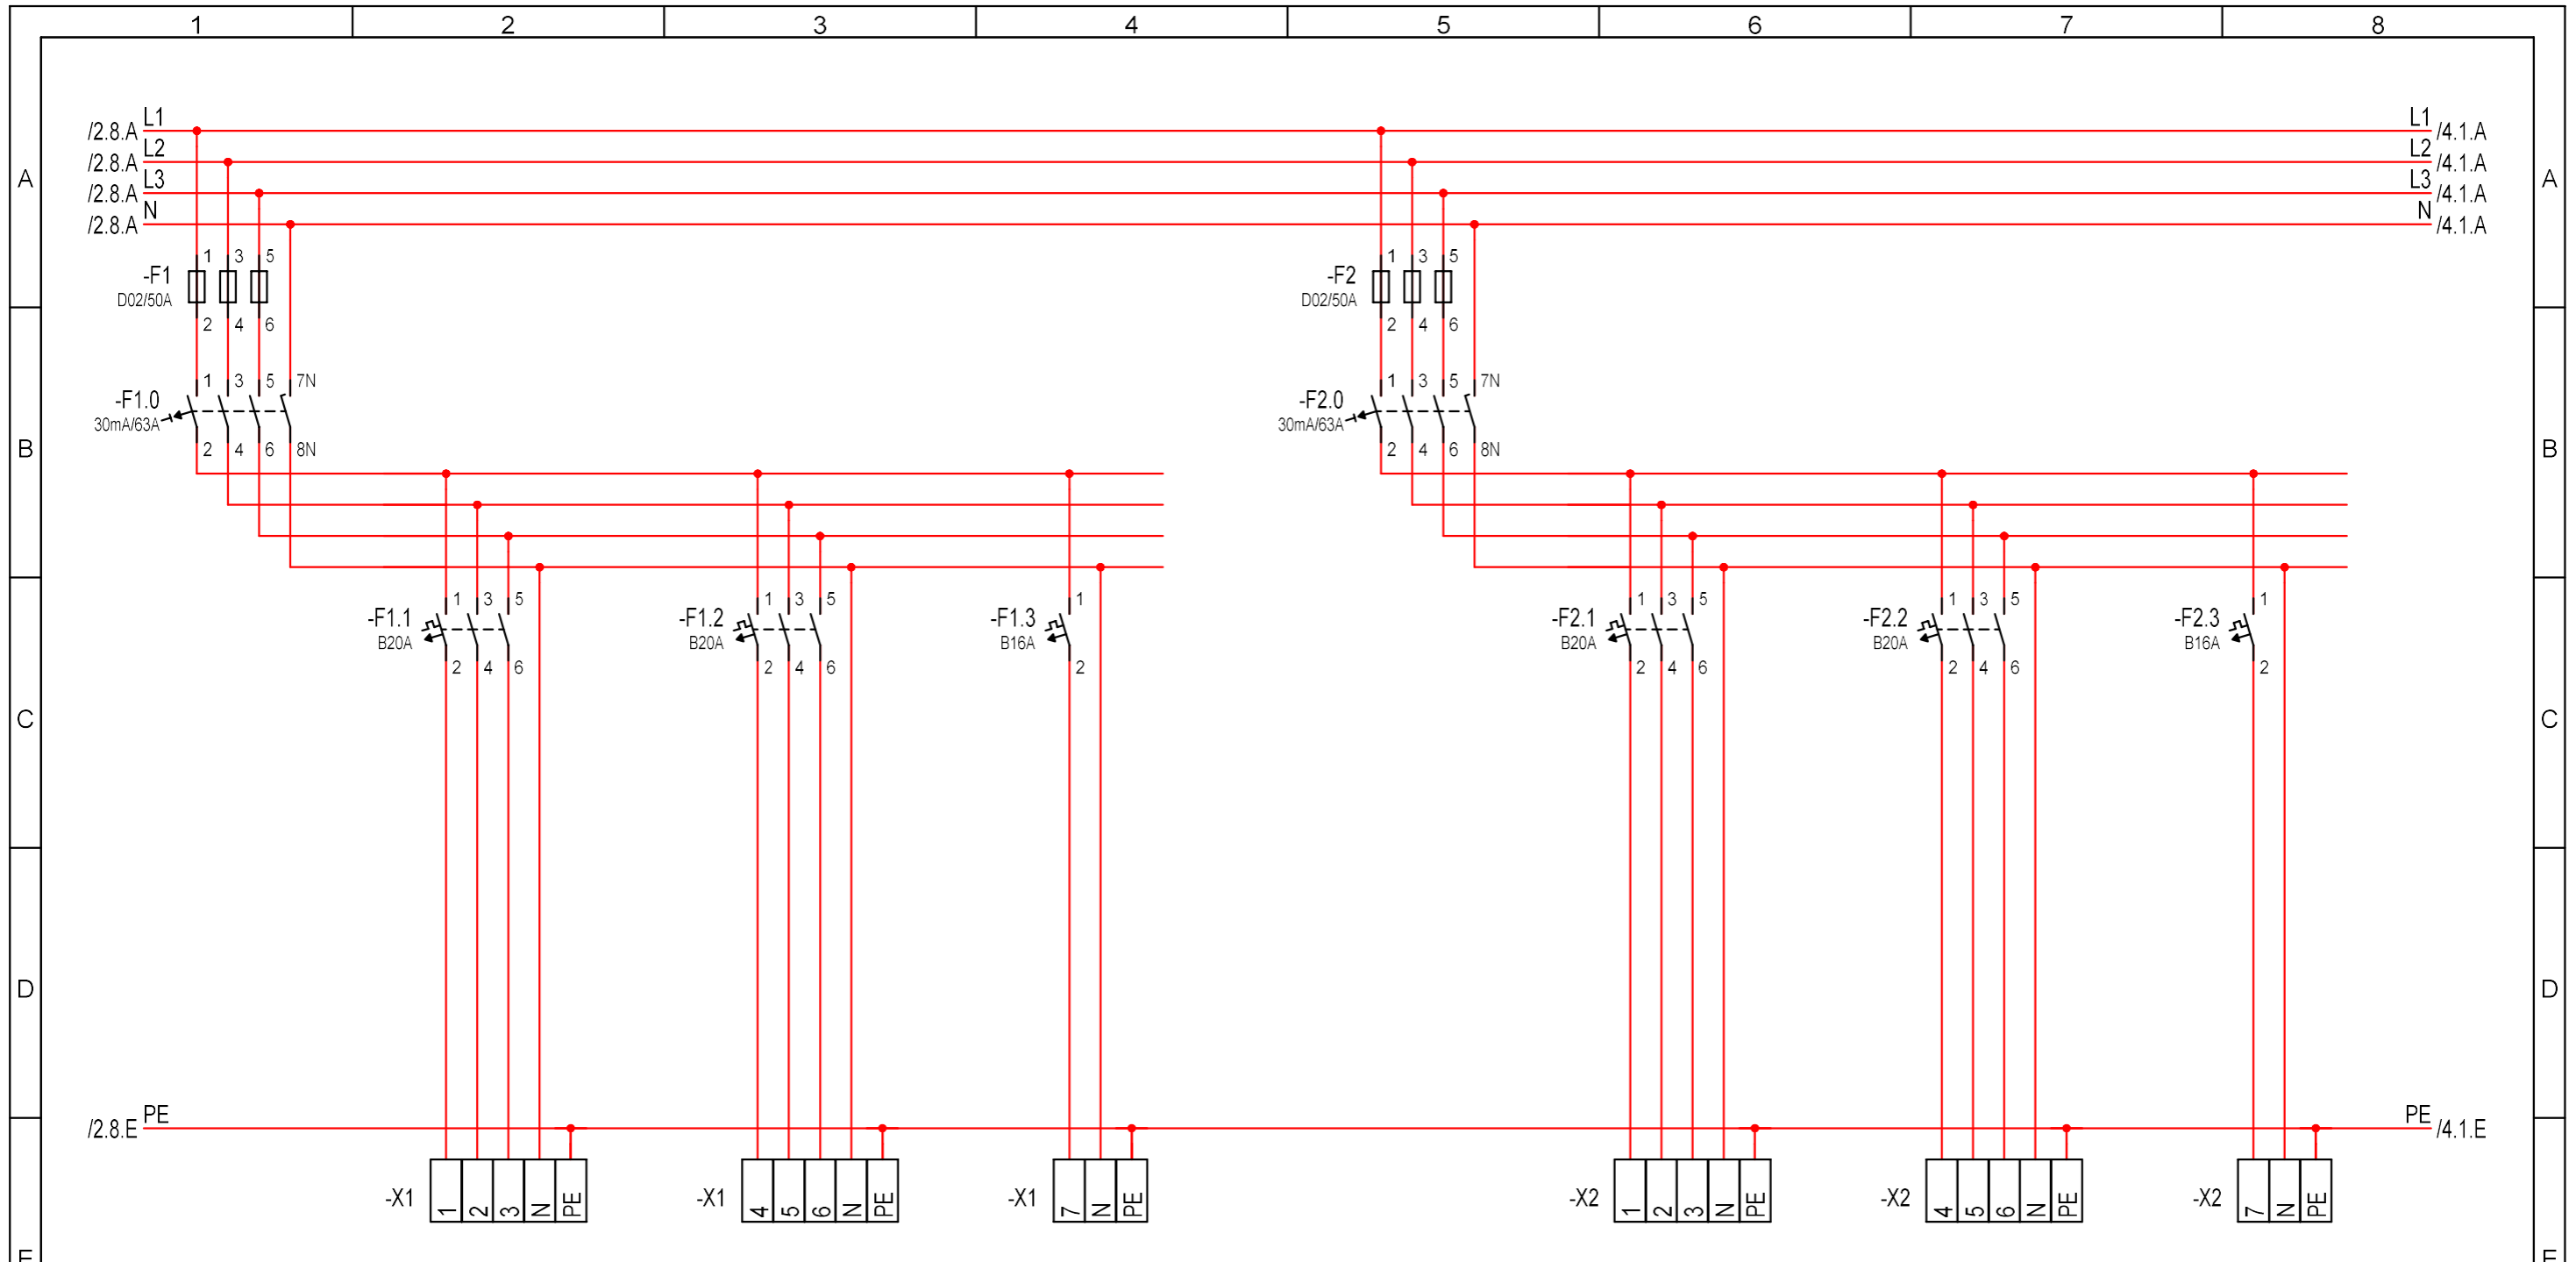 1 2 3 4 5 6 7 8
/2.8.A L1 L1 /4.1.A
/2.8.A L2 L2 /4.1.A
/2.8.A L3 L3 /4.1.A
/2.8.A N N /4.1.A
A A
1 3 5 1 3 5
-F1 -F2
D02/50A D02/50A
2 4 6 2 4 6
1 3 5 7N 1 3 5 7N
-F1.0 -F2.0
30mA/63A 30mA/63A
2 4 6 8N 2 4 6 8N
B B
1 3 5 1 3 5 1 1 3 5 1 3 5 1
-F1.1 -F1.2 -F1.3 -F2.1 -F2.2 -F2.3
B20A B20A B16A B20A B20A B16A
2 4 6 2 4 6 2 2 4 6 2 4 6 2
C C
D D
/2.8.E PE PE /4.1.E
-X1 1 2 3 N PE -X1 4 5 6 N PE -X1 7 N PE -X2 1 2 3 N PE -X2 4 5 6 N PE -X2 7 N PE